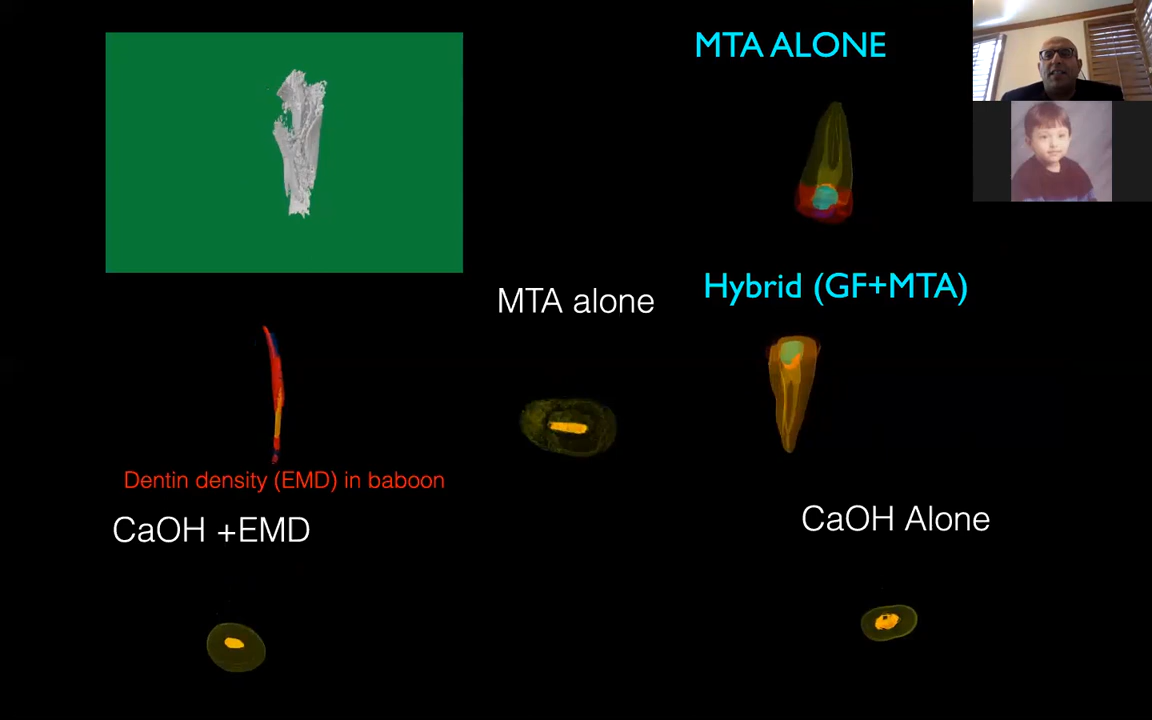 MTA ALONE
MTA alone
Hybrid (GF+MTA)
Dentin density (EMD) in baboon
CaOH +EMD
CaOH Alone